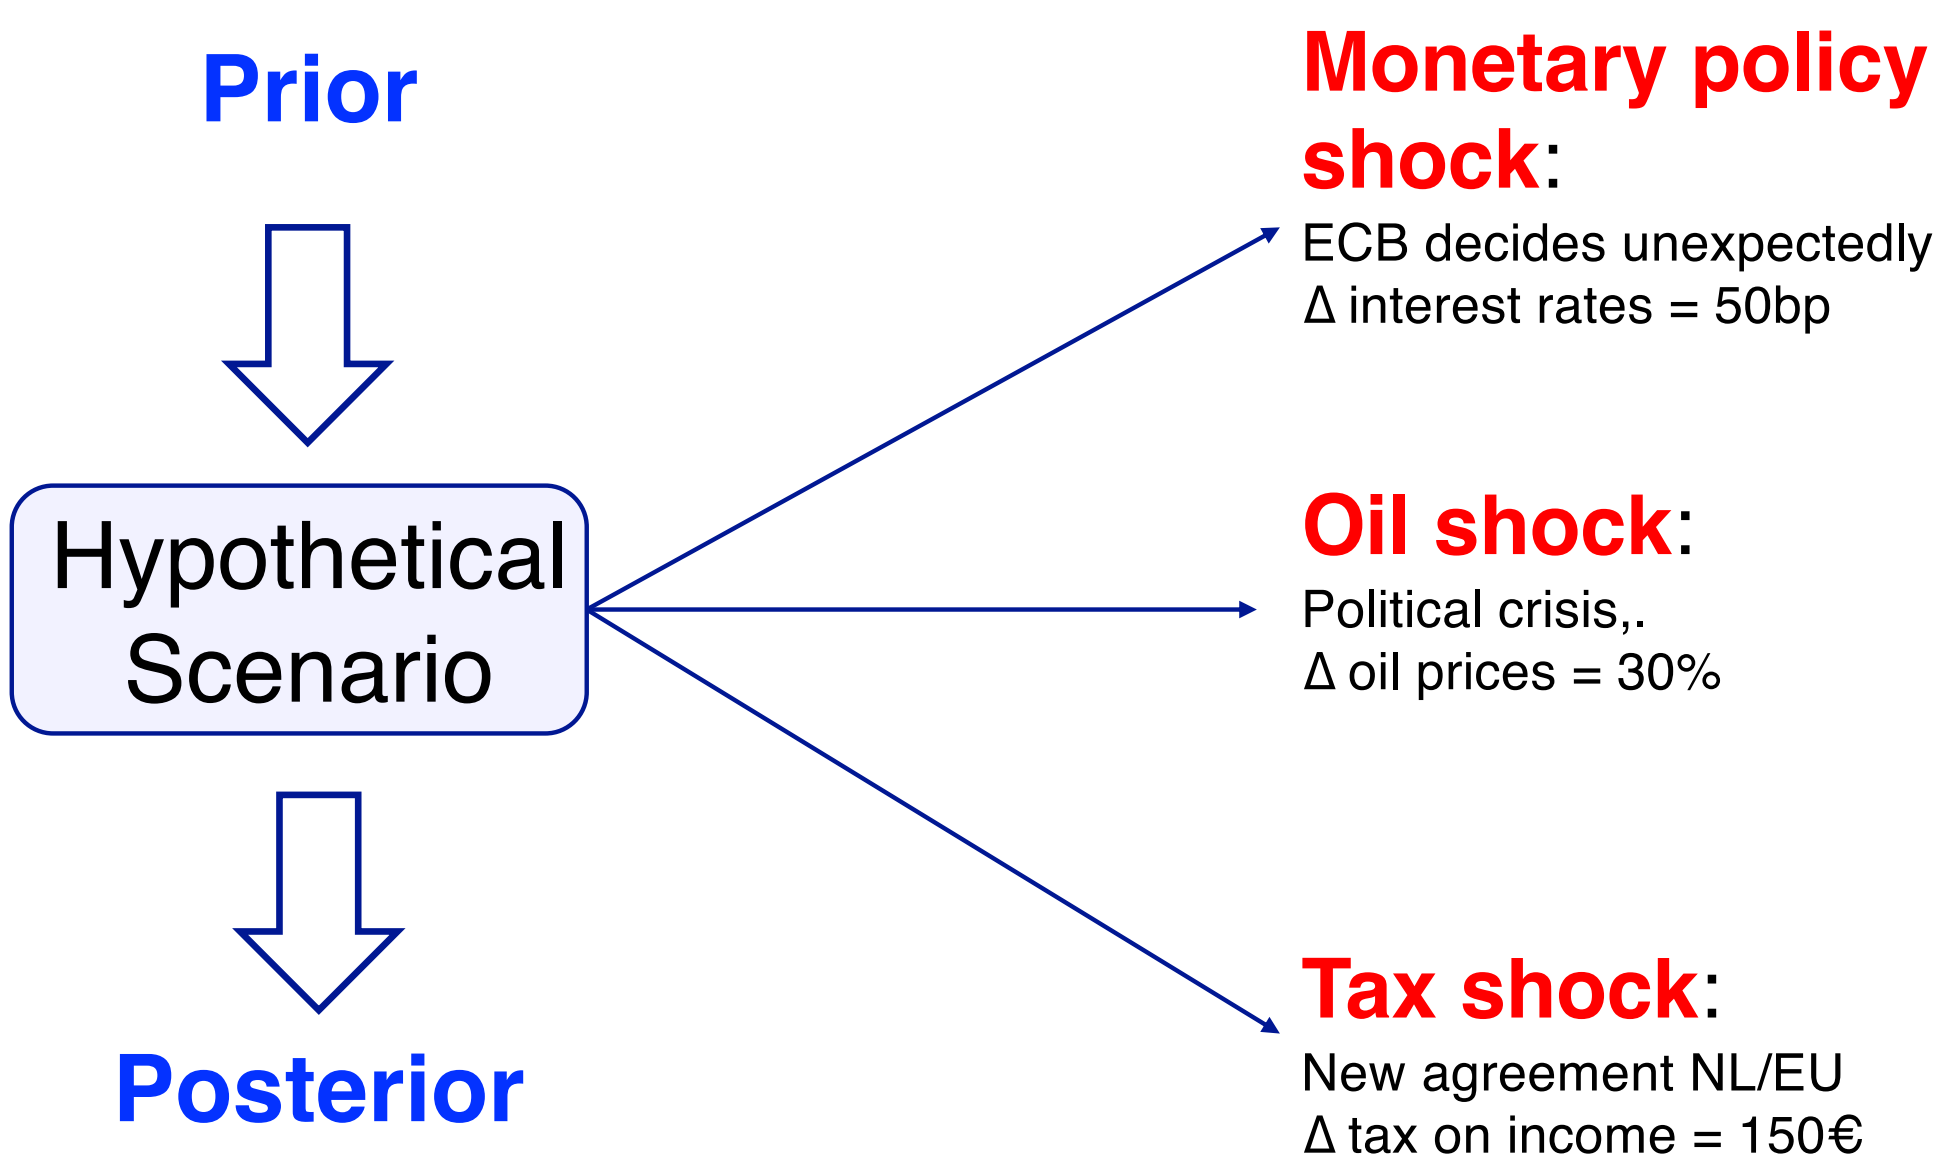 Prior
Hypothetical
Scenario
Posterior
Monetary policy
shock:
ECB decides unexpectedly
Δ interest rates = 50bp
Oil shock:
Political crisis,.
Δ oil prices = 30%
Tax shock:
New agreement NL/EU
Δ tax on income = 150€